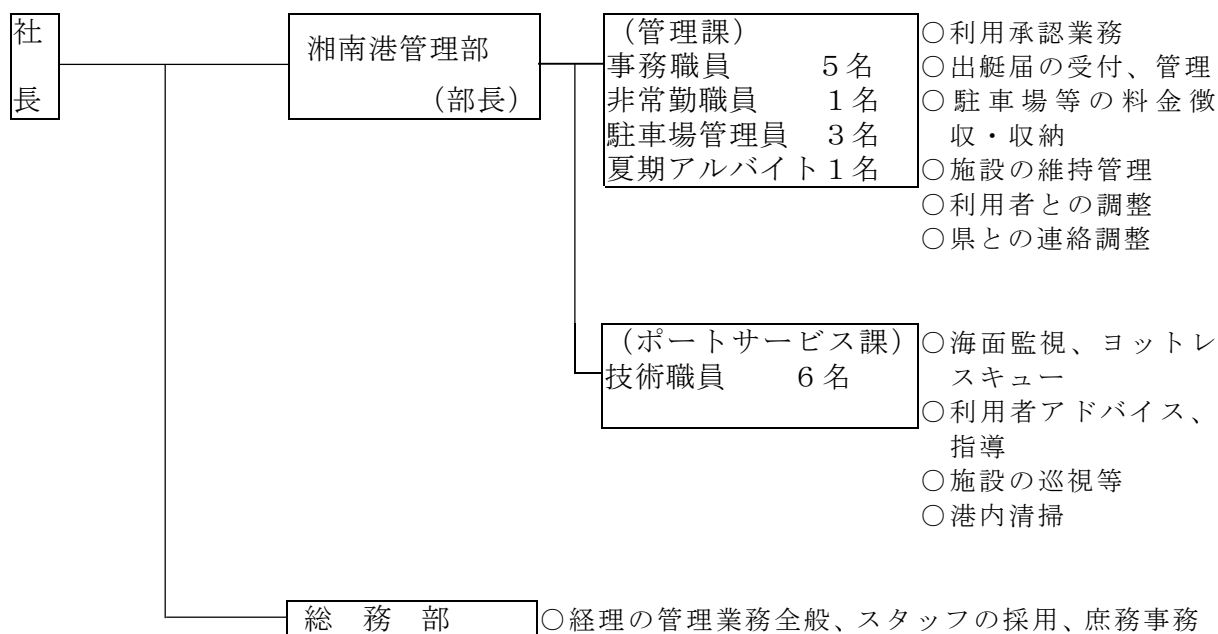 社
長
湘南港管理部
(部長)
(管理課)
事務職員 5名
非常勤職員 1名
駐車場管理員 3名
夏期アルバイト1名
○利用承認業務
○出艇届の受付、管理
○駐車場等の料金徴
収・収納
○施設の維持管理
○利用者との調整
○県との連絡調整
(ポートサービス課)
技術職員 6名
○海面監視、ヨットレ
スキュー
○利用者アドバイス、
指導
○施設の巡視等
○港内清掃
総務部
○経理の管理業務全般、スタッフの採用、庶務事務